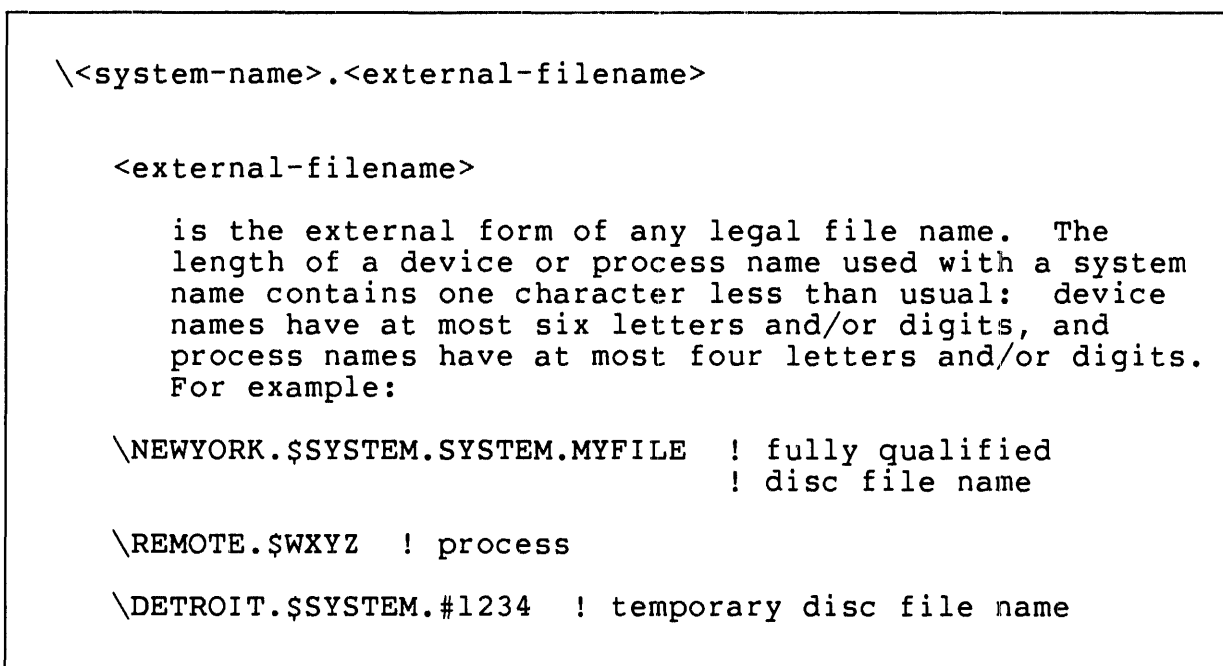 \<system-name>.<external-filename>
<external-filename>
is the external form of any legal file name.  The
length of a device or process name used with a system
name contains one character less than usual:  device
names have at most six letters and/or digits, and
process names have at most four letters and/or digits.
For example:
\NEWYORK.$SYSTEM.SYSTEM.MYFILE  ! fully qualified
! disc file name
\REMOTE.$WXYZ  ! process
\DETROIT.$SYSTEM.#1234  ! temporary disc file name